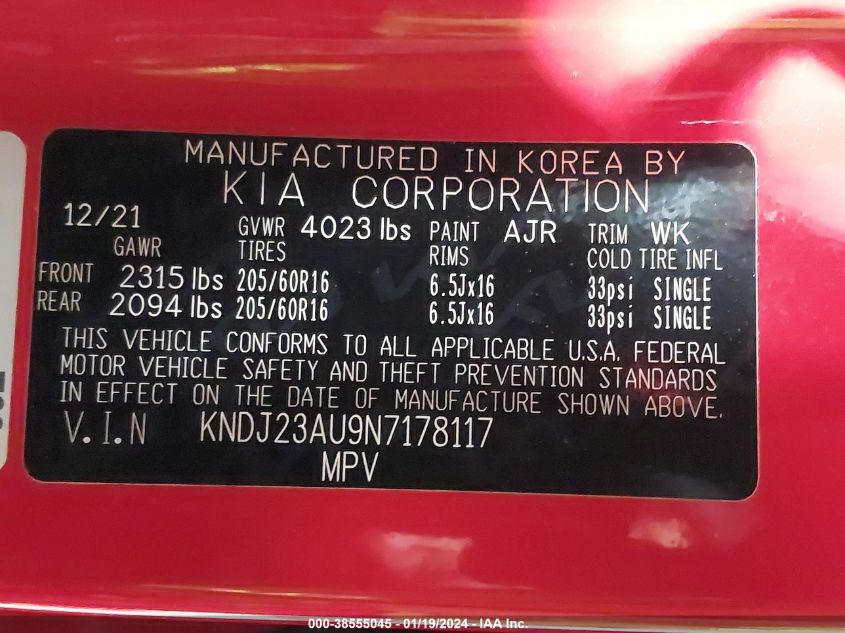 MANUFACTURED IN KOREA BY
KIA CORPORATION
12/21 GVWR 4023 lbs PAINT AJR TRIM WK
GAWR TIRES RIMS COLD TIRE INFL
FRONT 2315 lbs 205/60R16 6.5Jx16 33psi SINGLE
REAR 2094 lbs 205/60R16 6.5Jx16 33psi SINGLE
THIS VEHICLE CONFORMS TO ALL APPLICABLE U.S.A. FEDERAL
MOTOR VEHICLE SAFETY AND THEFT PREVENTION STANDARDS
IN EFFECT ON THE DATE OF MANUFACTURE SHOWN ABOVE.
V.I.N KNDJ23AU9N7178117
MPV
000-38555045 - 01/19/2024 - IAA Inc.